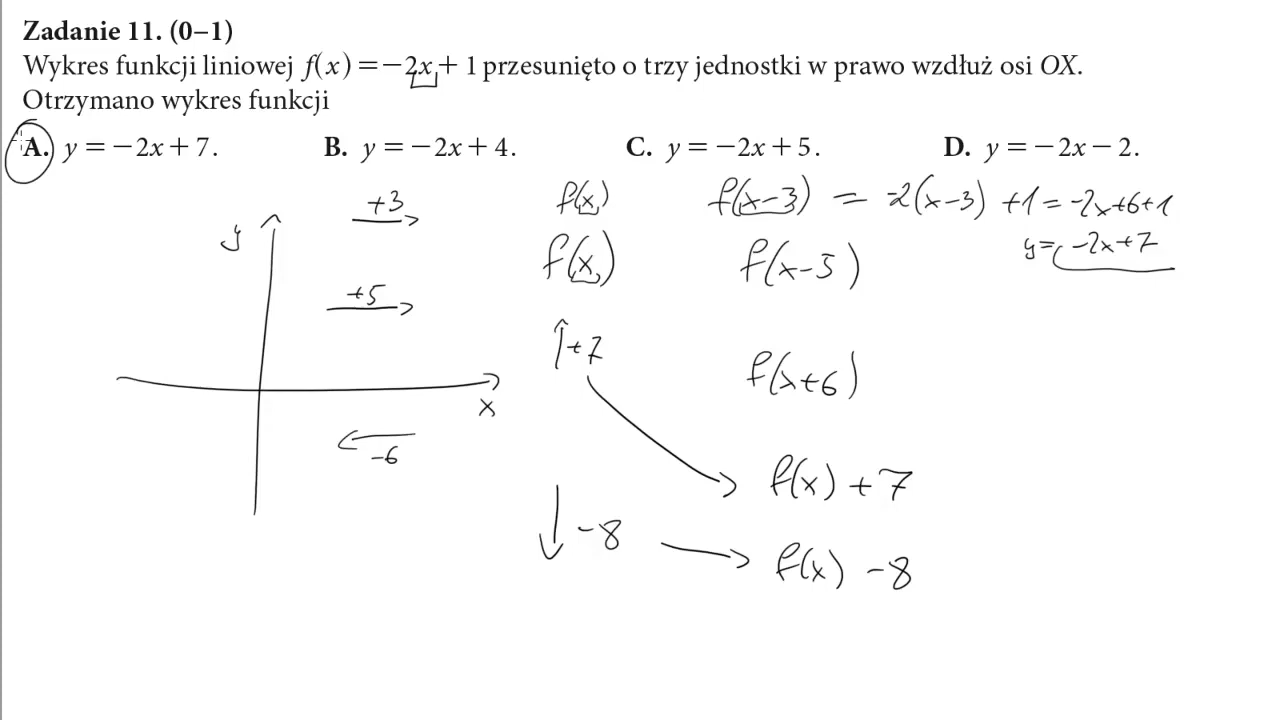 Zadanie 11. (0–1)
Wykres funkcji liniowej f(x) = −2x + 1 przesunięto o trzy jednostki w prawo wzdłuż osi OX.
Otrzymano wykres funkcji
A. y = −2x + 7. B. y = −2x + 4. C. y = −2x + 5. D. y = −2x − 2.
+3 f(x) f(x−3) = -2(x−3) +1 = -2x+6+1
y f(x) f(x−5) y= -2x+7
+5
↑+7 f(x+6)
x
-6
f(x) +7
-8 f(x) -8